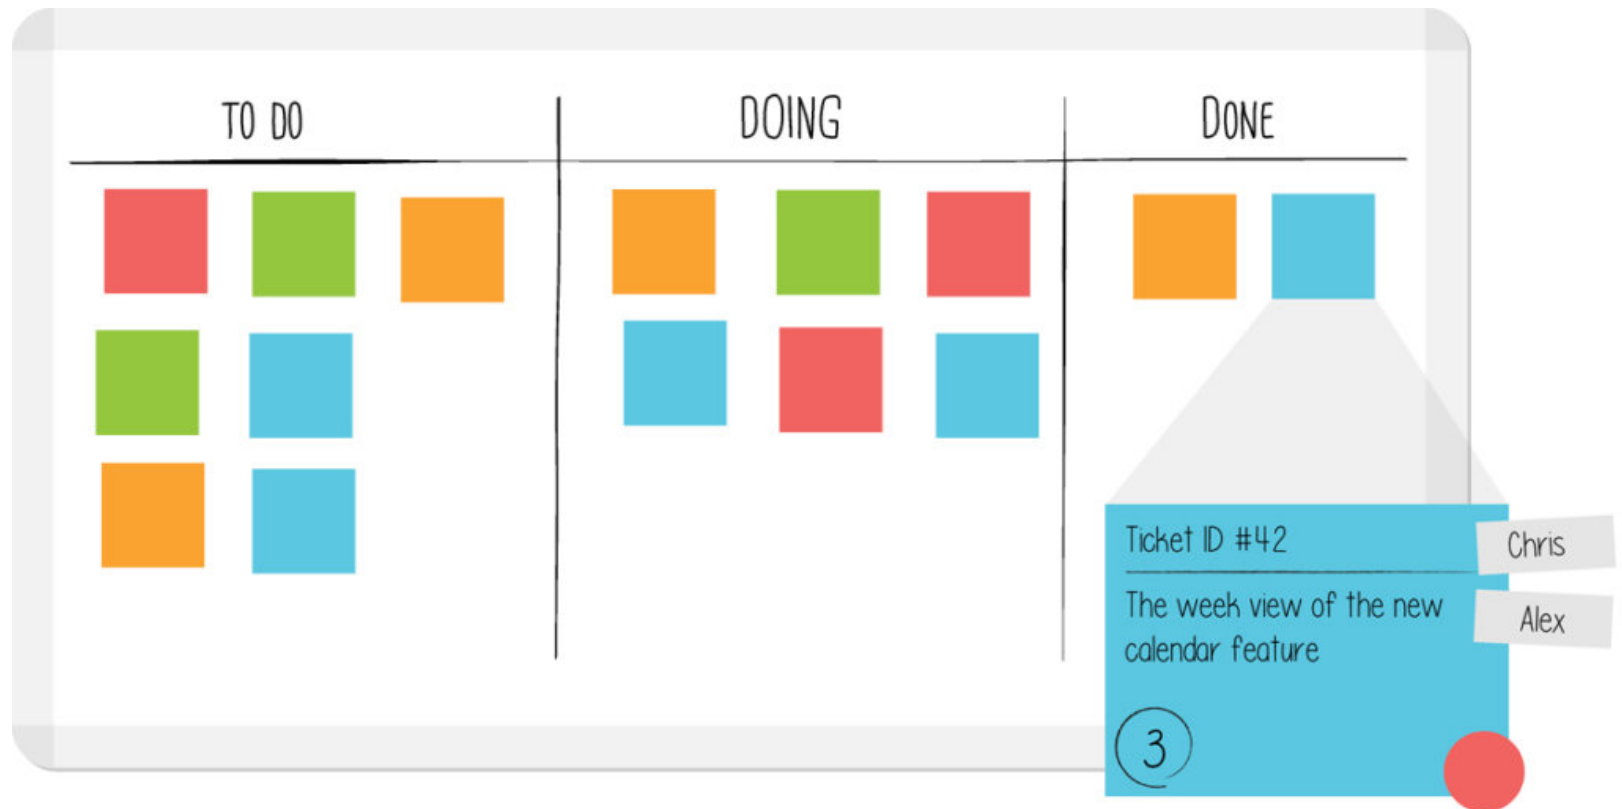 TO DO
DOING
DONE
Ticket ID #42
Chris
The week view of the new
calendar feature
Alex
3